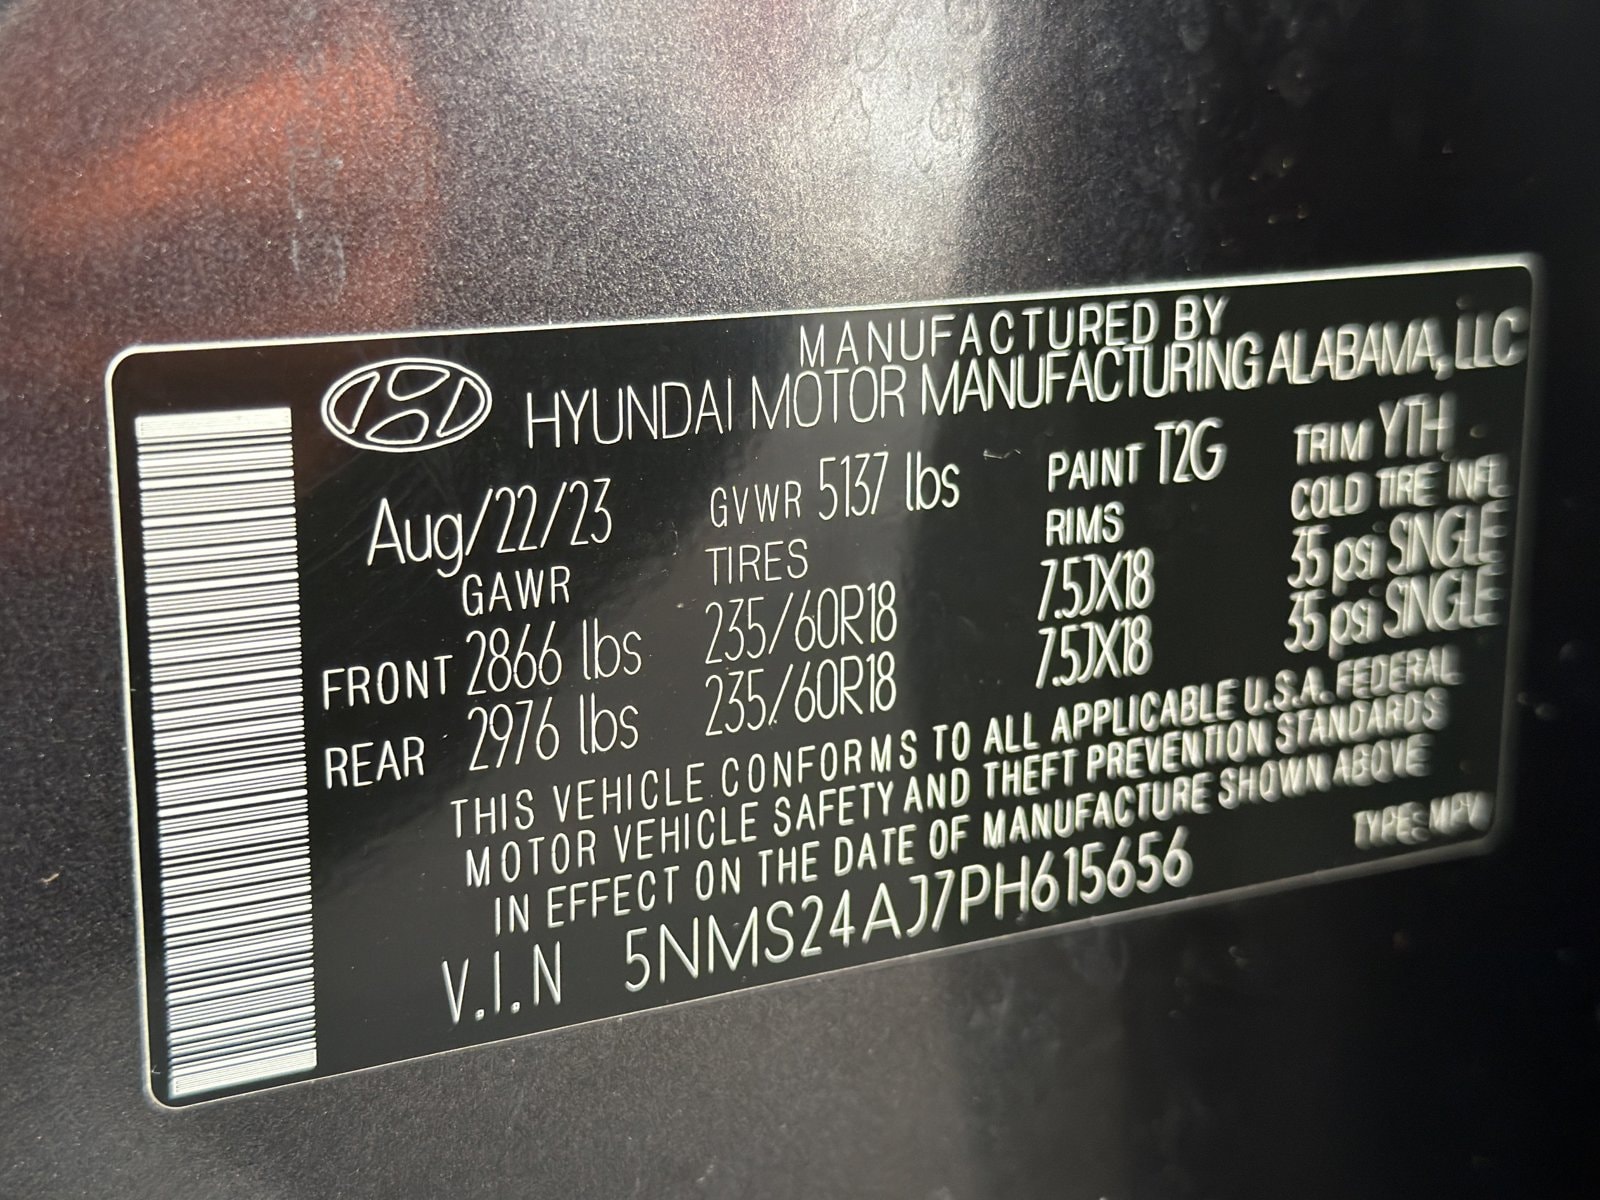 MANUFACTURED BY
HYUNDAI MOTOR MANUFACTURING ALABAMA, LLC
Aug/22/23 GVWR 5137 lbs PAINT T2G TRIM YTH
GAWR TIRES RIMS COLD TIRE INFL
FRONT 2866 lbs 235/60R18 7.5JX18 35 psi SINGLE
REAR 2976 lbs 235/60R18 7.5JX18 35 psi SINGLE
THIS VEHICLE CONFORMS TO ALL APPLICABLE U.S.A. FEDERAL
MOTOR VEHICLE SAFETY AND THEFT PREVENTION STANDARDS
IN EFFECT ON THE DATE OF MANUFACTURE SHOWN ABOVE
V.I.N 5NMS24AJ7PH615656 TYPE: MPV